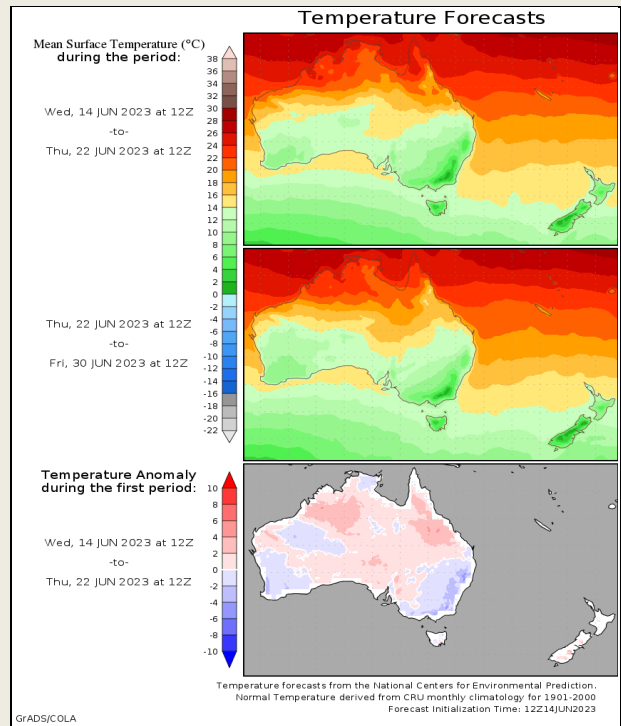 Temperature Forecasts
Mean Surface Temperature (°C)
during the period:
Wed, 14 JUN 2023 at 12Z
-to-
Thu, 22 JUN 2023 at 12Z
38
36
34
32
30
28
26
24
22
20
18
16
14
12
10
8
6
4
2
0
-2
-4
-6
-8
-10
-12
-14
-16
-18
-20
-22
Thu, 22 JUN 2023 at 12Z
-to-
Fri, 30 JUN 2023 at 12Z
Temperature Anomaly
during the first period:
Wed, 14 JUN 2023 at 12Z
-to-
Thu, 22 JUN 2023 at 12Z
10
8
6
4
2
0
-2
-4
-6
-8
-10
Temperature forecasts from the National Centers for Environmental Prediction.
Normal Temperature derived from CRU monthly climatology for 1901-2000
Forecast Initialization Time: 12Z14JUN2023
GrADS/COLA